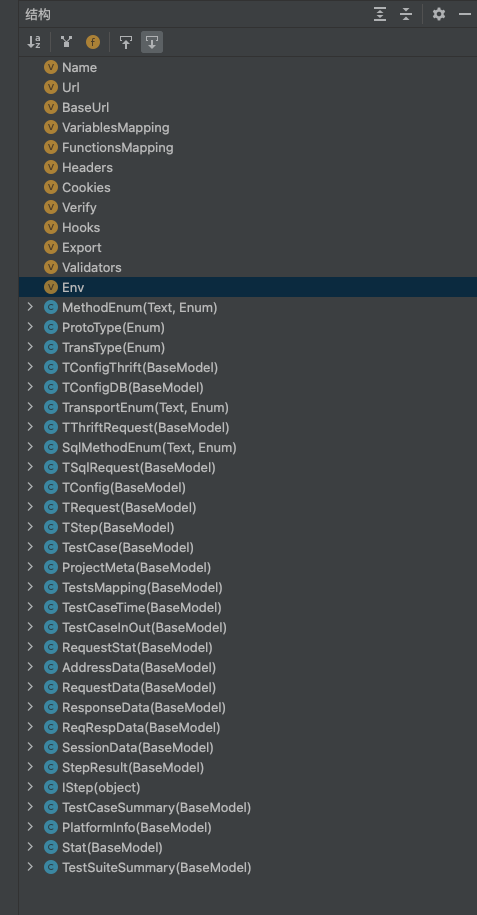 结构
Name
Url
BaseUrl
VariablesMapping
FunctionsMapping
Headers
Cookies
Verify
Hooks
Export
Validators
Env
MethodEnum(Text, Enum)
ProtoType(Enum)
TransType(Enum)
TConfigThrift(BaseModel)
TConfigDB(BaseModel)
TransportEnum(Text, Enum)
TThriftRequest(BaseModel)
SqlMethodEnum(Text, Enum)
TSqlRequest(BaseModel)
TConfig(BaseModel)
TRequest(BaseModel)
TStep(BaseModel)
TestCase(BaseModel)
ProjectMeta(BaseModel)
TestsMapping(BaseModel)
TestCaseTime(BaseModel)
TestCaseInOut(BaseModel)
RequestStat(BaseModel)
AddressData(BaseModel)
RequestData(BaseModel)
ResponseData(BaseModel)
ReqRespData(BaseModel)
SessionData(BaseModel)
StepResult(BaseModel)
IStep(object)
TestCaseSummary(BaseModel)
PlatformInfo(BaseModel)
Stat(BaseModel)
TestSuiteSummary(BaseModel)